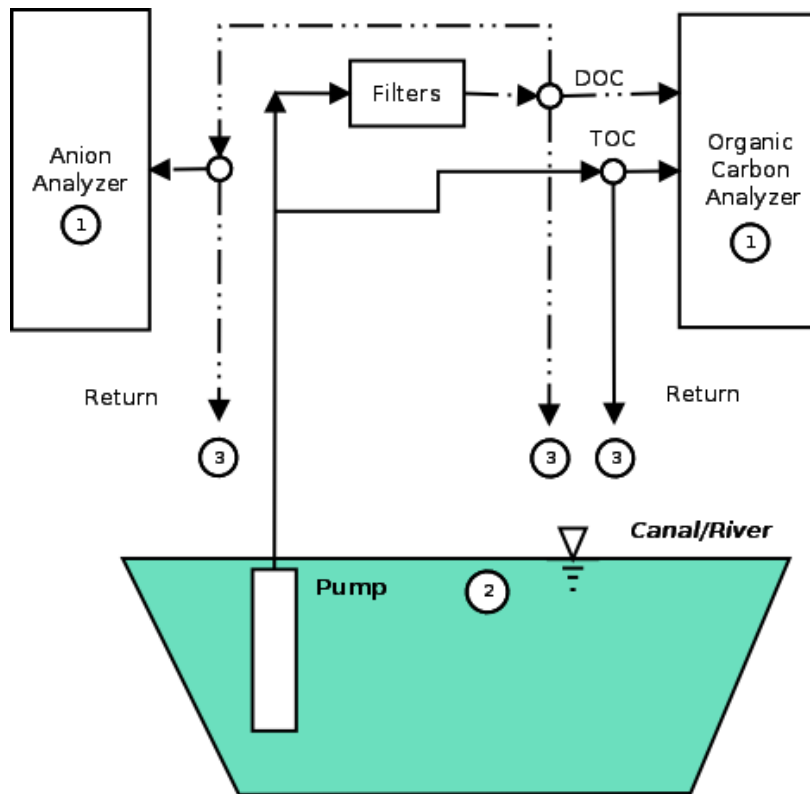 DOC
Filters
TOC
Anion
Analyzer
1
Organic
Carbon
Analyzer
1
Return
Return
3
3
3
Canal/River
Pump
2